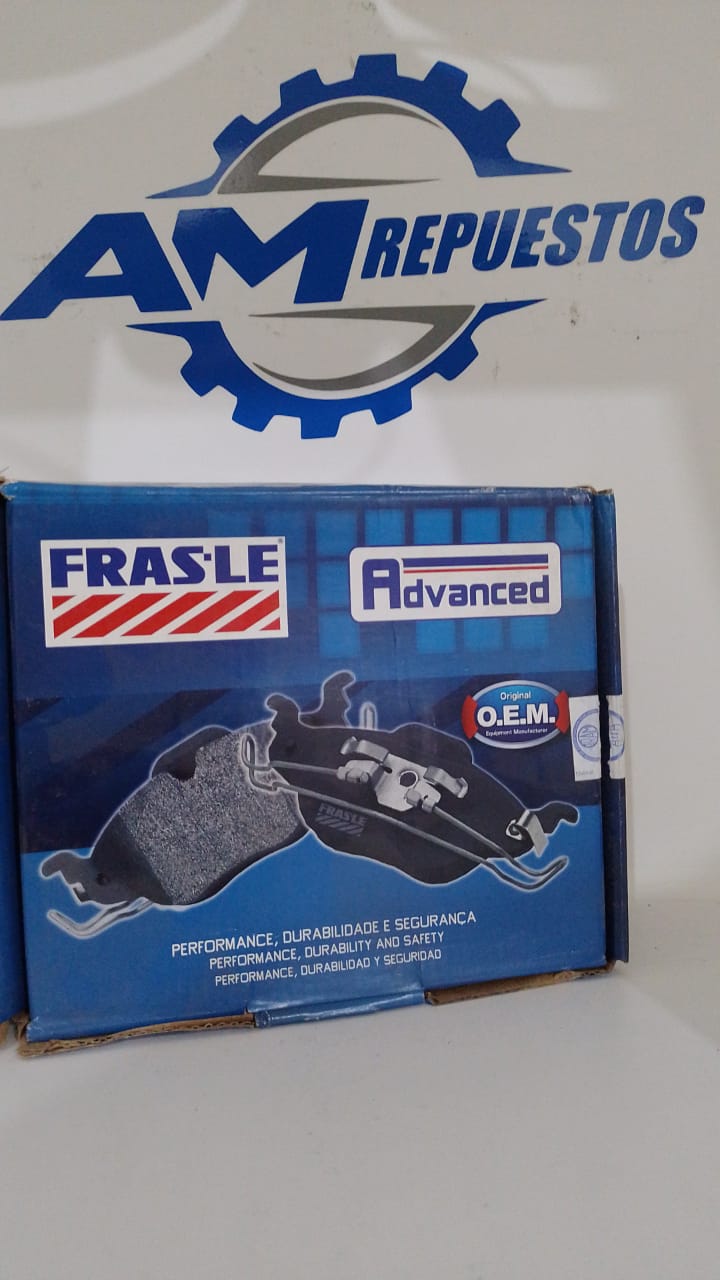 AM REPUESTOS
FRAS-LE
Advanced
Original
O.E.M.
Equipment Manufacturer
FRAS-LE
PERFORMANCE, DURABILIDADE E SEGURANÇA
PERFORMANCE, DURABILITY AND SAFETY
PERFORMANCE, DURABILIDAD Y SEGURIDAD